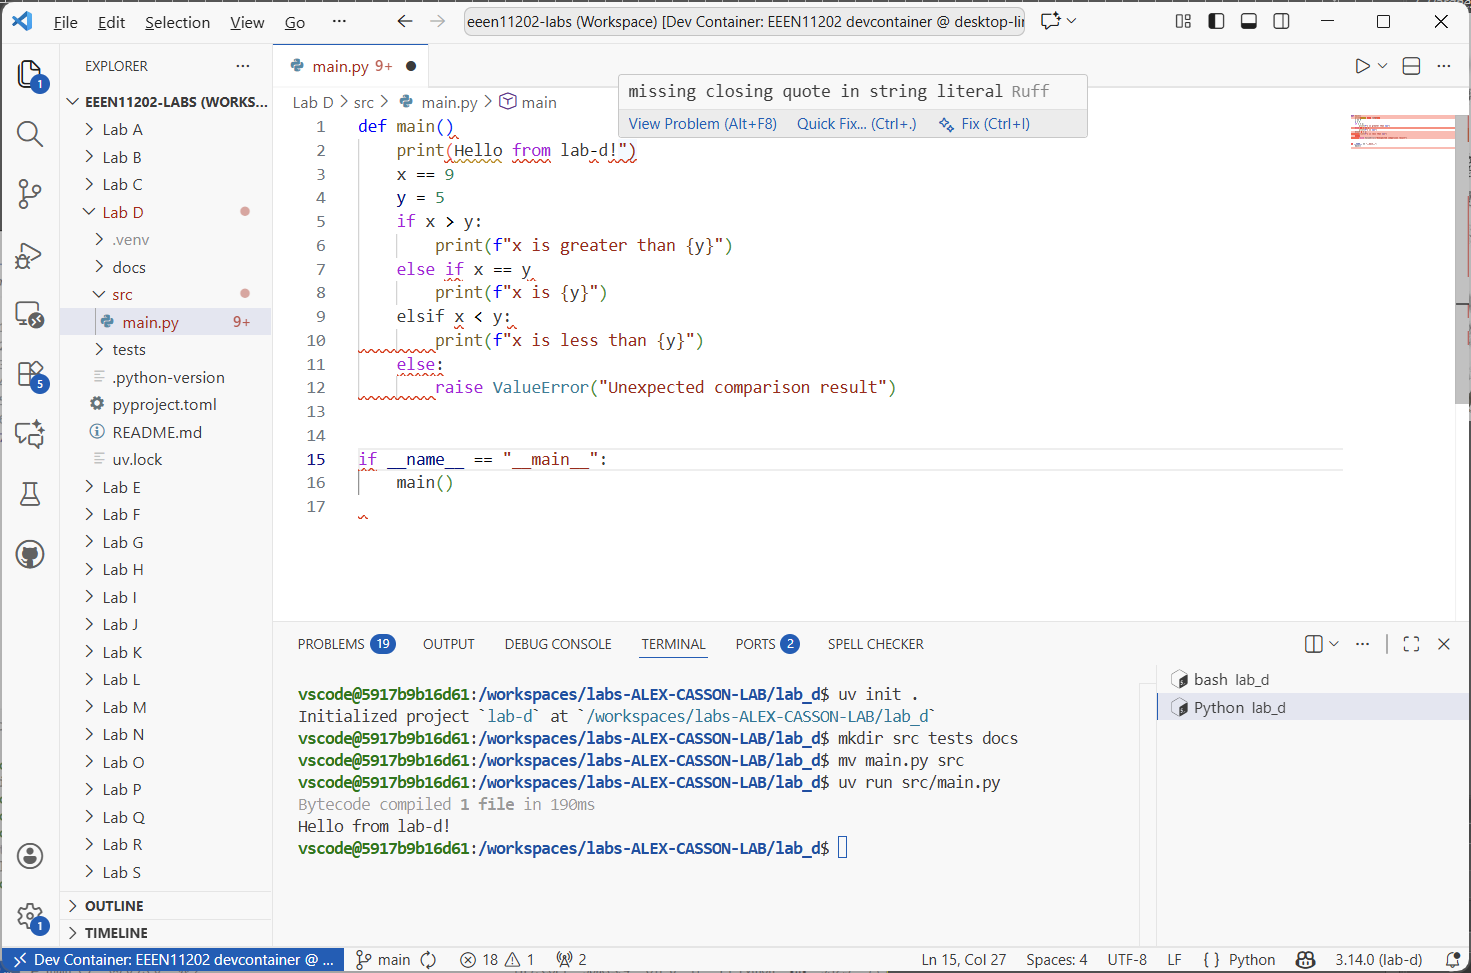 File Edit Selection View Go ··· eeen11202-labs (Workspace) [Dev Container: EEEN11202 devcontainer @ desktop-lin
EXPLORER ···
EEEN11202-LABS (WORKS...
Lab A
Lab B
Lab C
Lab D
.venv
docs
src
main.py 9+
tests
.python-version
pyproject.toml
README.md
uv.lock
Lab E
Lab F
Lab G
Lab H
Lab I
Lab J
Lab K
Lab L
Lab M
Lab N
Lab O
Lab P
Lab Q
Lab R
Lab S
OUTLINE
TIMELINE
1
5
1
main.py 9+
Lab D > src > main.py > main
missing closing quote in string literal Ruff
View Problem (Alt+F8) Quick Fix... (Ctrl+.) Fix (Ctrl+I)
1 def main()
2 print(Hello from lab-d!")
3 x == 9
4 y = 5
5 if x > y:
6 print(f"x is greater than {y}")
7 else if x == y
8 print(f"x is {y}")
9 elsif x < y:
10 print(f"x is less than {y}")
11 else:
12 raise ValueError("Unexpected comparison result")
13
14
15 if __name__ == "__main__":
16 main()
17
PROBLEMS 19 OUTPUT DEBUG CONSOLE TERMINAL PORTS 2 SPELL CHECKER
vscode@5917b9b16d61:/workspaces/labs-ALEX-CASSON-LAB/lab_d$ uv init .
Initialized project `lab-d` at `/workspaces/labs-ALEX-CASSON-LAB/lab_d`
vscode@5917b9b16d61:/workspaces/labs-ALEX-CASSON-LAB/lab_d$ mkdir src tests docs
vscode@5917b9b16d61:/workspaces/labs-ALEX-CASSON-LAB/lab_d$ mv main.py src
vscode@5917b9b16d61:/workspaces/labs-ALEX-CASSON-LAB/lab_d$ uv run src/main.py
Bytecode compiled 1 file in 190ms
Hello from lab-d!
vscode@5917b9b16d61:/workspaces/labs-ALEX-CASSON-LAB/lab_d$
bash lab_d
Python lab_d
Dev Container: EEEN11202 devcontainer @ ... main 18 1 2 Ln 15, Col 27 Spaces: 4 UTF-8 LF { } Python 3.14.0 (lab-d)